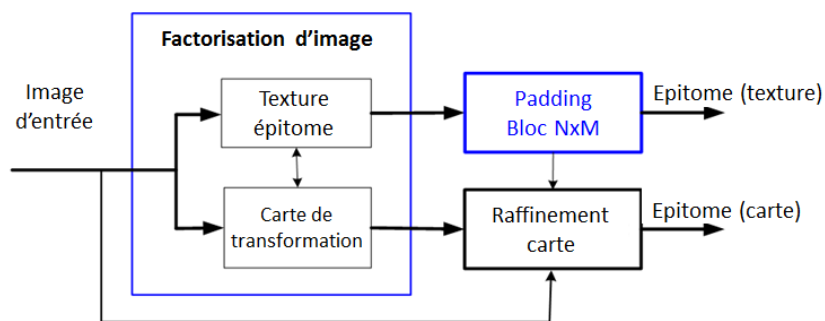 Factorisation d'image
Image
d'entrée
Texture
épitome
Padding
Bloc NxM
Epitome (texture)
Carte de
transformation
Raffinement
carte
Epitome (carte)